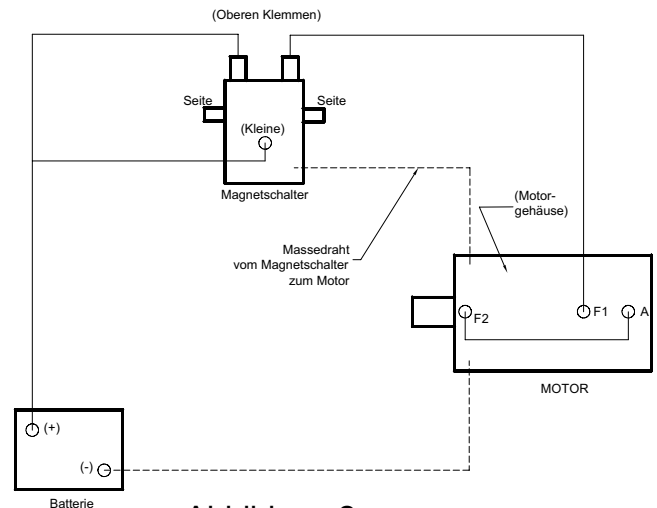 (Oberen Klemmen)
Seite
Seite
(Kleine)
Magnetschalter
(Motor-
gehäuse)
Massedraht
vom Magnetschalter
zum Motor
F2
F1
A
MOTOR
(+)
(-)
Batterie